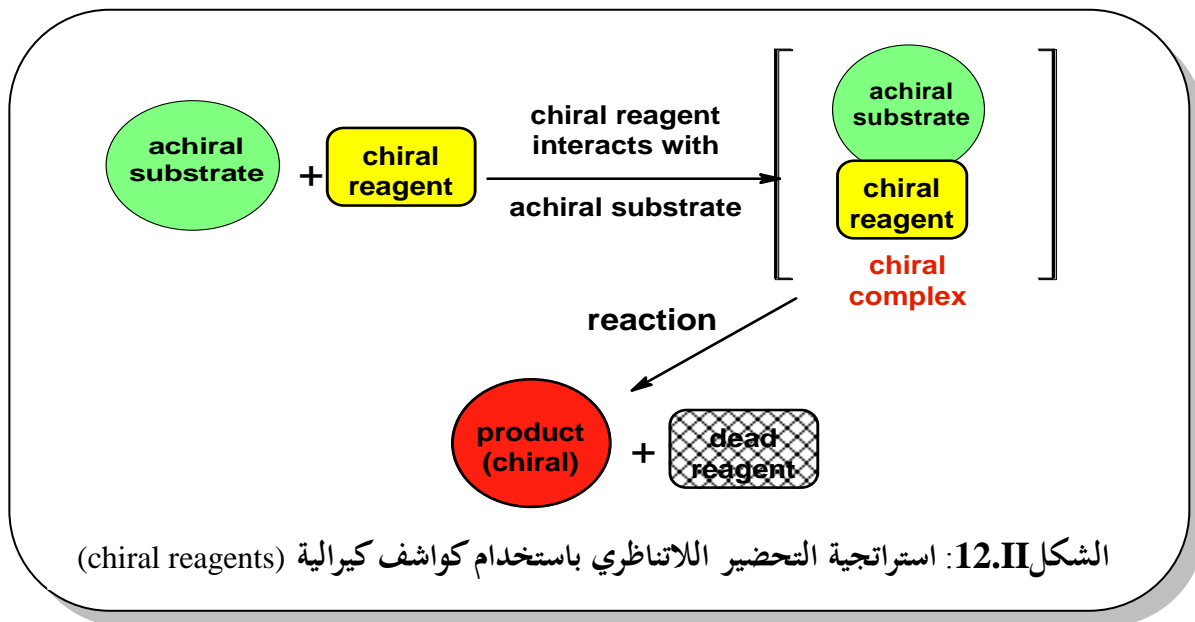 achiral
substrate
+
chiral
reagent
chiral reagent
interacts with
achiral substrate
achiral
substrate
chiral
reagent
chiral
complex
reaction
product
(chiral)
+
dead
reagent
الشكل12.II: استراتجية التحضير اللاتناظري باستخدام كواشف كيرالية (chiral reagents)